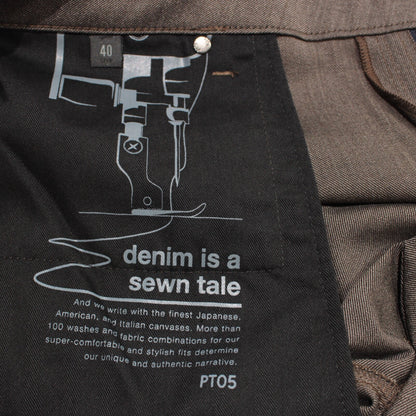 40
denim is a
sewn tale
And we write with the finest Japanese,
American, and Italian canvases. More than
100 washes and fabric combinations for our
super-comfortable and stylish fits determine
our unique and authentic narrative.
PT05